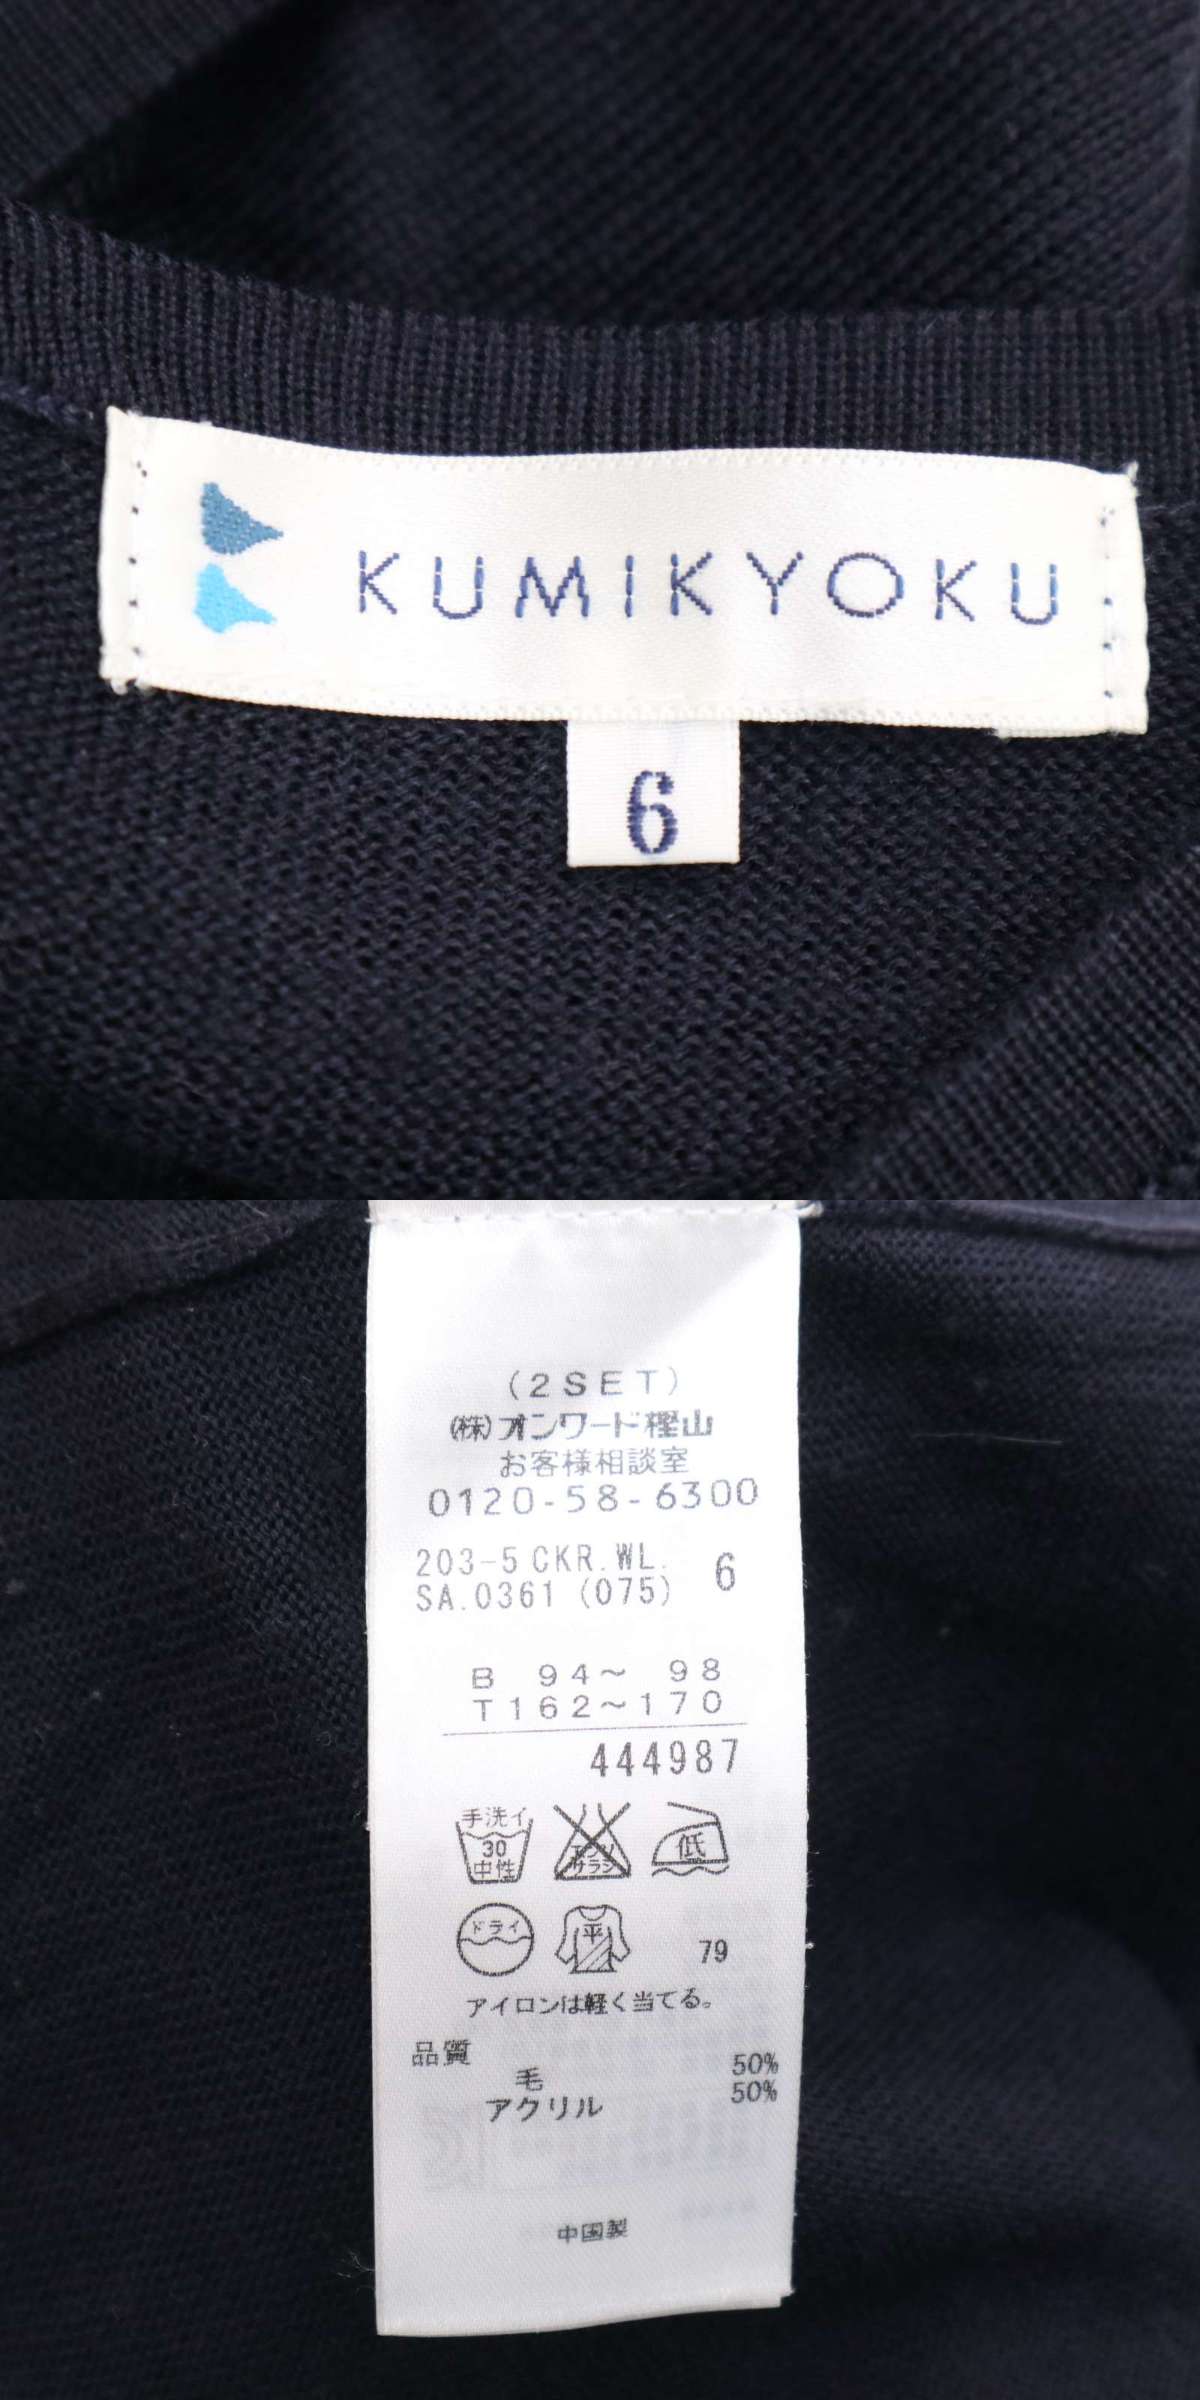 KUMIKYOKU
6
(2SET)
(株)オンワード樫山
お客様相談室
0120-58-6300
203-5 CKR.WL. 6
SA.0361 (075)
B 94～ 98
T162～170
444987
手洗イ
30
中性
エンソ
サラシ
低
ドライ
平
79
アイロンは軽く当てる。
品質
毛 50%
アクリル 50%
中国製